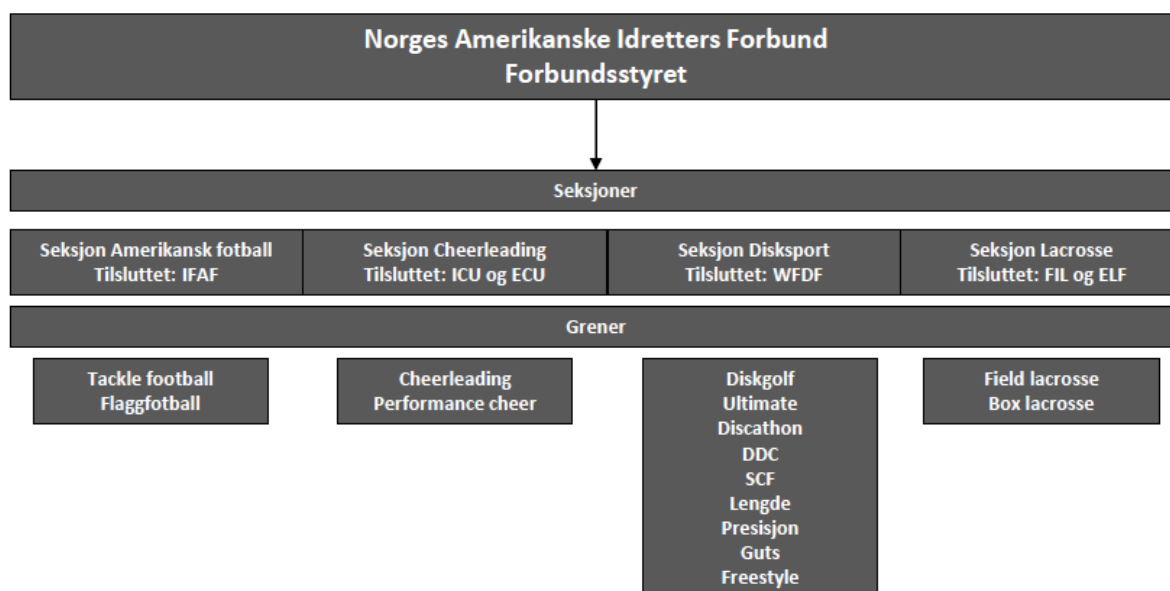 Norges Amerikanske Idretters Forbund
Forbundsstyret
Seksjoner
Seksjon Amerikansk fotball
Tilsluttet: IFAF
Seksjon Cheerleading
Tilsluttet: ICU og ECU
Seksjon Disksport
Tilsluttet: WFDF
Seksjon Lacrosse
Tilsluttet: FIL og ELF
Grener
Tackle football
Flaggfotball
Cheerleading
Performance cheer
Diskgolf
Ultimate
Discathon
DDC
SCF
Lengde
Presisjon
Guts
Freestyle
Field lacrosse
Box lacrosse